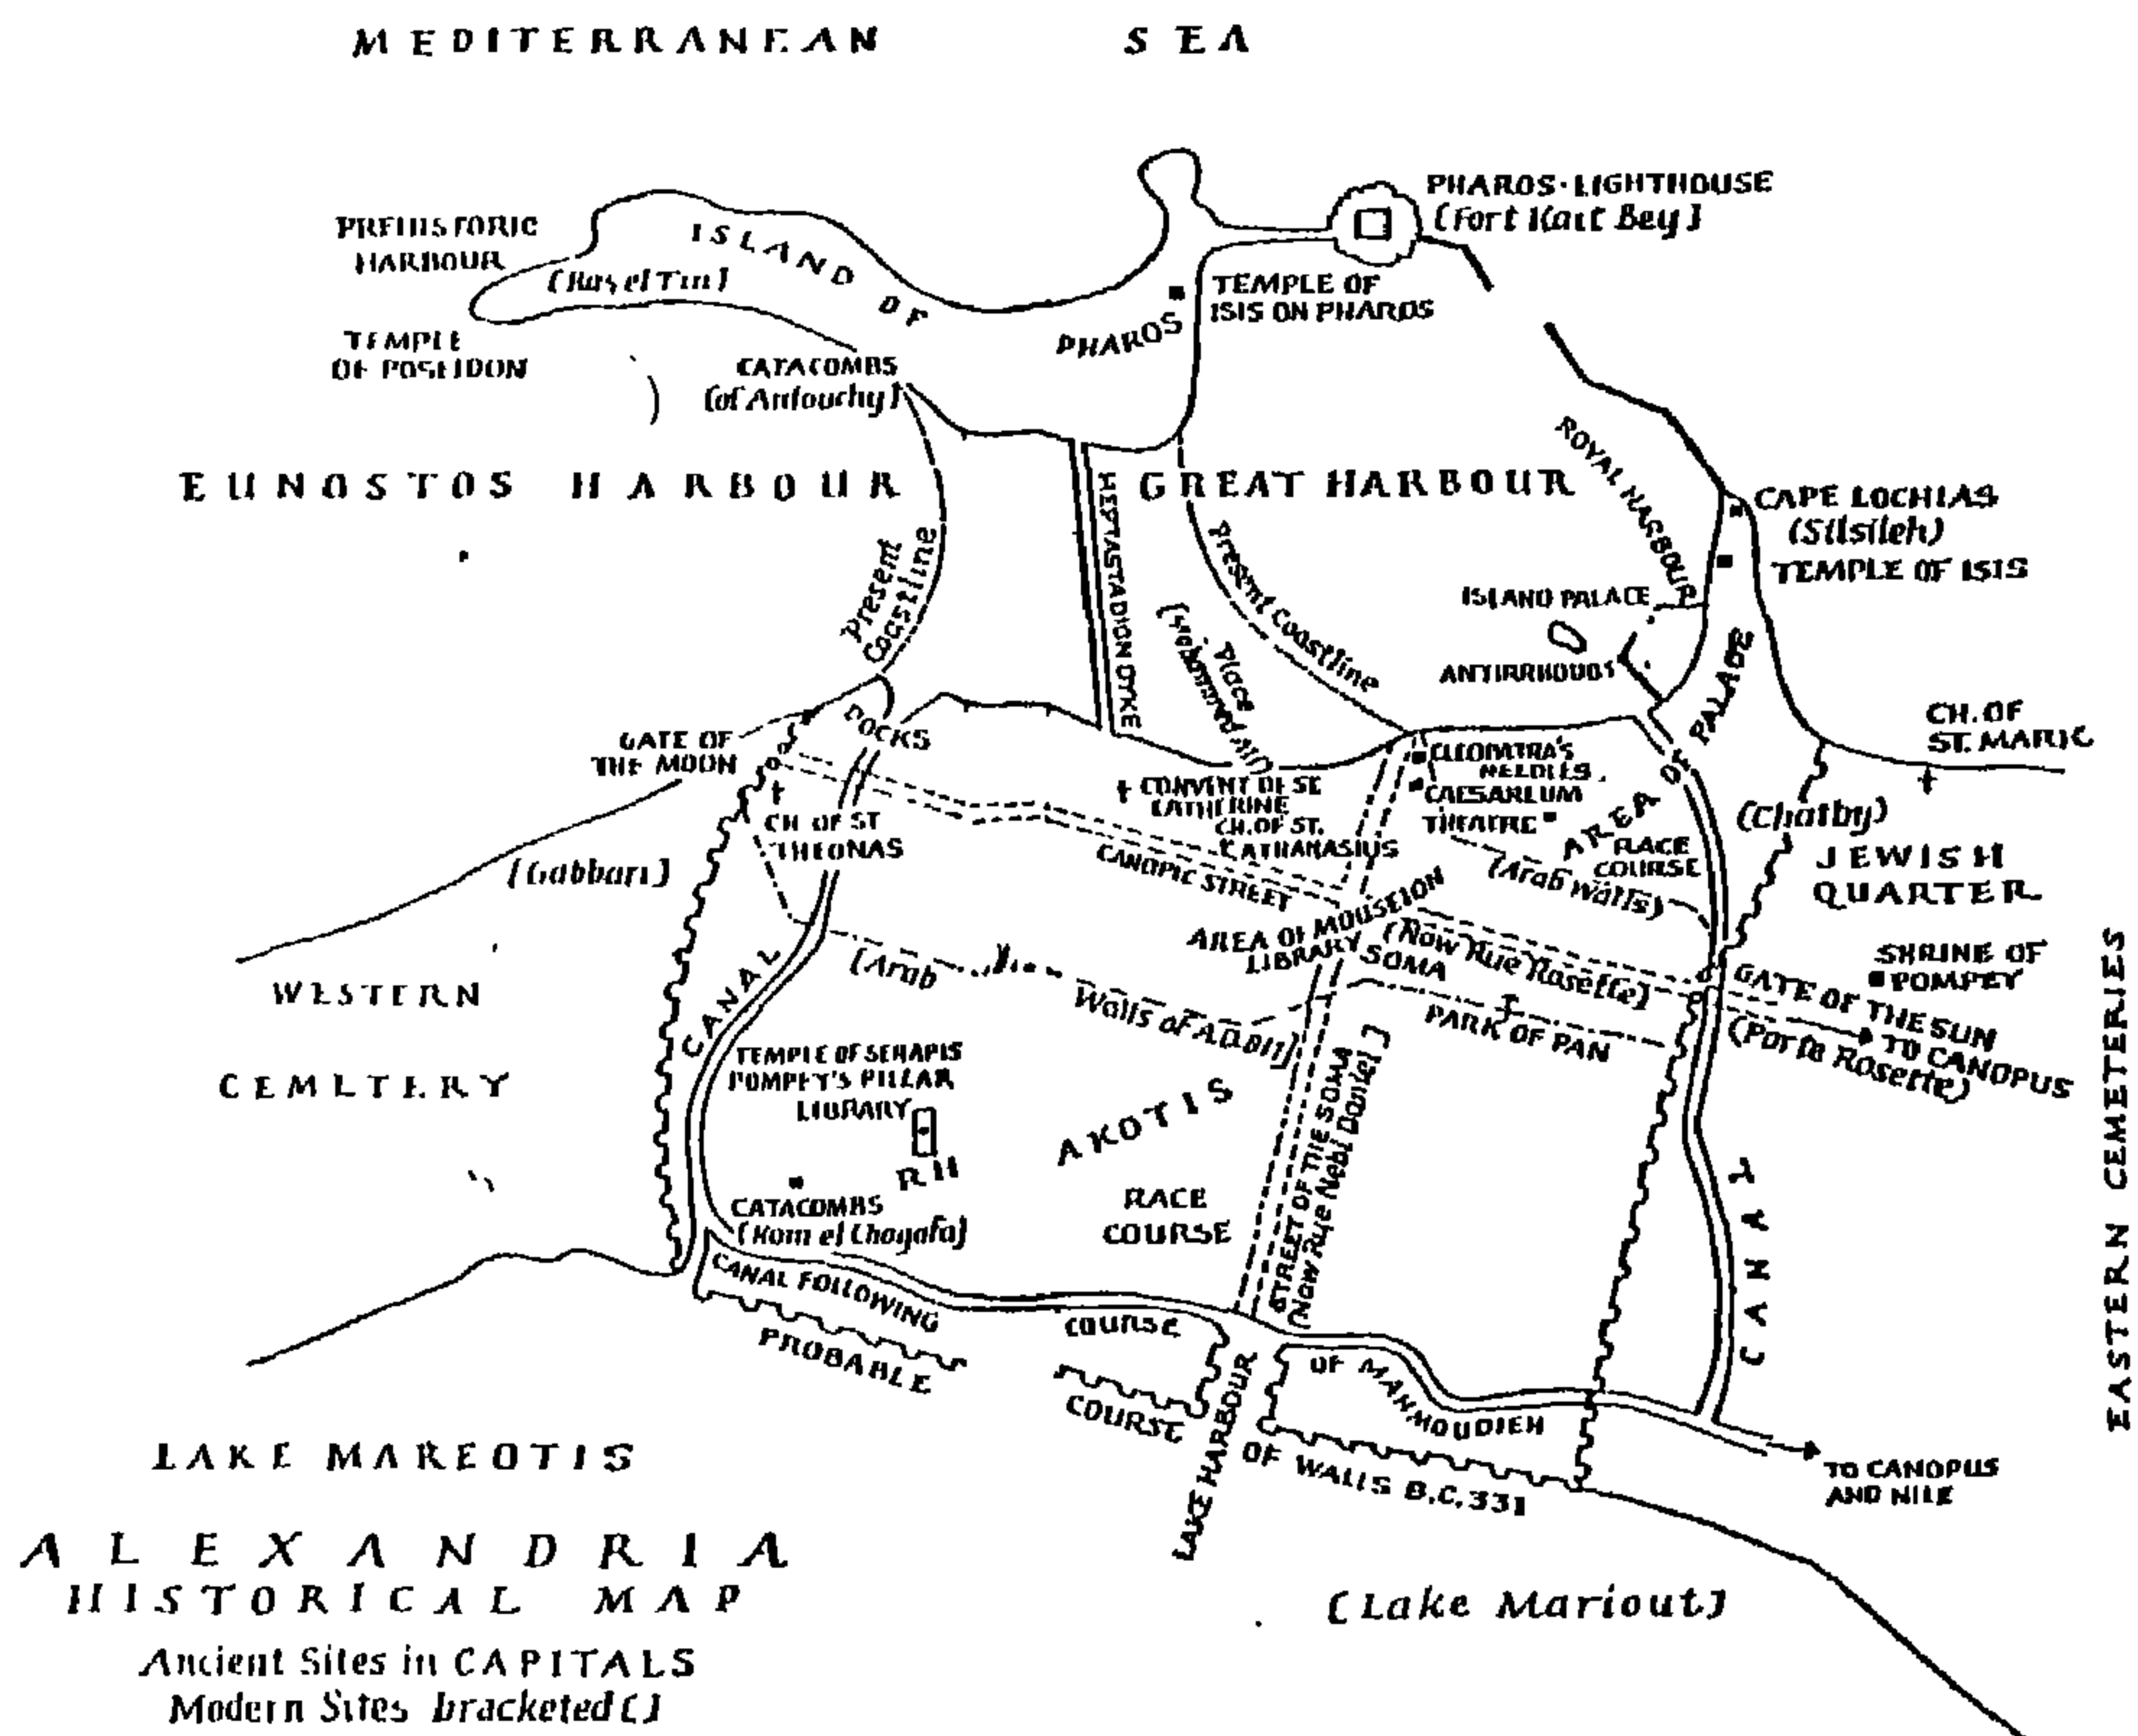 MEDITERRANEAN SEA
PHAROS·LIGHTHOUSE
(Fort Kait Bey)
PREHISTORIC
HARBOUR
ISLAND OF
PHAROS
(Ras el Tin)
TEMPLE OF
ISIS ON PHAROS
TEMPLE
OF POSEIDON
CATACOMBS
(of Anfouchy)
EUNOSTOS HARBOUR
GREAT HARBOUR
ROYAL HARBOUR
CAPE LOCHIAS
(Silsileh)
TEMPLE OF ISIS
HEPTASTADION DYKE
Present
Coastline
Present Coastline
ISLAND PALACE
ANTIRRHODOS
(Place
Mohammed Ali)
AREA OF PALACE
GATE OF
THE MOON
DOCKS
CH. OF
ST. MARK
CLEOPATRA'S
NEEDLES
CAESAREUM
THEATRE
CONVENT OF ST.
CATHERINE
CH. OF ST.
ATHANASIUS
CH. OF ST
THEONAS
RACE
COURSE
(Chatby)
(Gabbari)
CANOPIC STREET
(Arab Walls)
JEWISH
QUARTER
AREA OF MOUSEION
LIBRARY
SOMA
(Now Rue Rosette)
SHRINE OF
POMPEY
GATE OF THE SUN
(Porte Rosette)
TO CANOPUS
WESTERN
CEMETERY
CANAL
(Arab
Walls of A.D. 811)
PARK OF PAN
TEMPLE OF SERAPIS
POMPEY'S PILLAR
LIBRARY
RHAKOTIS
STREET OF THE SOMA
(Now Rue Nebi Daniel)
CATACOMBS
(Kom el Chogafa)
RACE
COURSE
CANAL
EASTERN CEMETERIES
CANAL FOLLOWING
COURSE
OF MAHMOUDIEH
PROBABLE
COURSE
OF WALLS B.C. 331
LAKE HARBOUR
TO CANOPUS
AND NILE
LAKE MAREOTIS
(Lake Mariout)
ALEXANDRIA
HISTORICAL MAP
Ancient Sites in CAPITALS
Modern Sites bracketed ()